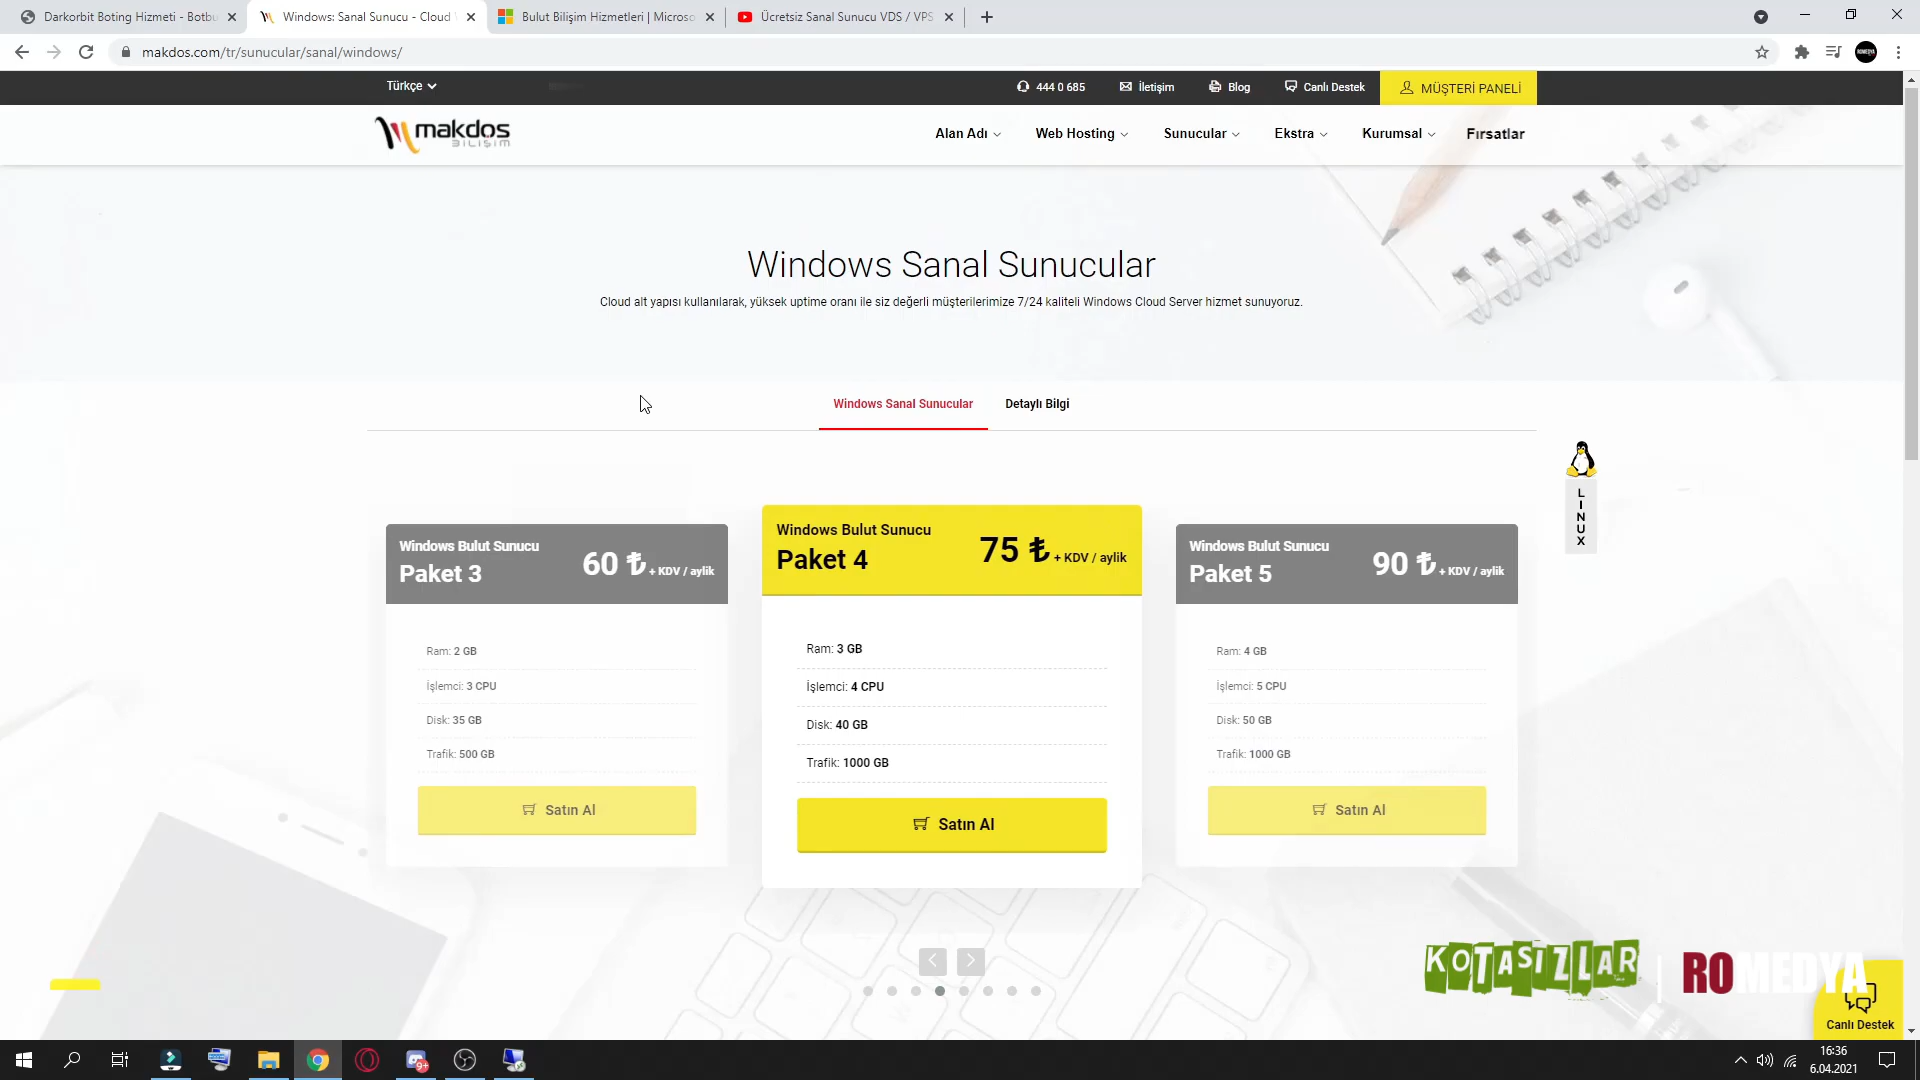 Darkorbit Boting Hizmeti - Botbu
Windows: Sanal Sunucu - Cloud
Bulut Bilişim Hizmetleri | Microso
Ücretsiz Sanal Sunucu VDS / VPS
makdos.com/tr/sunucular/sanal/windows/
Türkçe
444 0 685
İletişim
Blog
Canlı Destek
MÜŞTERİ PANELİ
makdos
BİLİŞİM
Alan Adı
Web Hosting
Sunucular
Ekstra
Kurumsal
Fırsatlar
Windows Sanal Sunucular
Cloud alt yapısı kullanılarak, yüksek uptime oranı ile siz değerli müşterilerimize 7/24 kaliteli Windows Cloud Server hizmet sunuyoruz.
Windows Sanal Sunucular
Detaylı Bilgi
LINUX
Windows Bulut Sunucu
Paket 3
60 ₺ + KDV / aylik
Ram: 2 GB
İşlemci: 3 CPU
Disk: 35 GB
Trafik: 500 GB
Satın Al
Windows Bulut Sunucu
Paket 4
75 ₺ + KDV / aylik
Ram: 3 GB
İşlemci: 4 CPU
Disk: 40 GB
Trafik: 1000 GB
Satın Al
Windows Bulut Sunucu
Paket 5
90 ₺ + KDV / aylik
Ram: 4 GB
İşlemci: 5 CPU
Disk: 50 GB
Trafik: 1000 GB
Satın Al
KOTASIZLAR | ROMEDYA
Canlı Destek
9+
16:36
6.04.2021